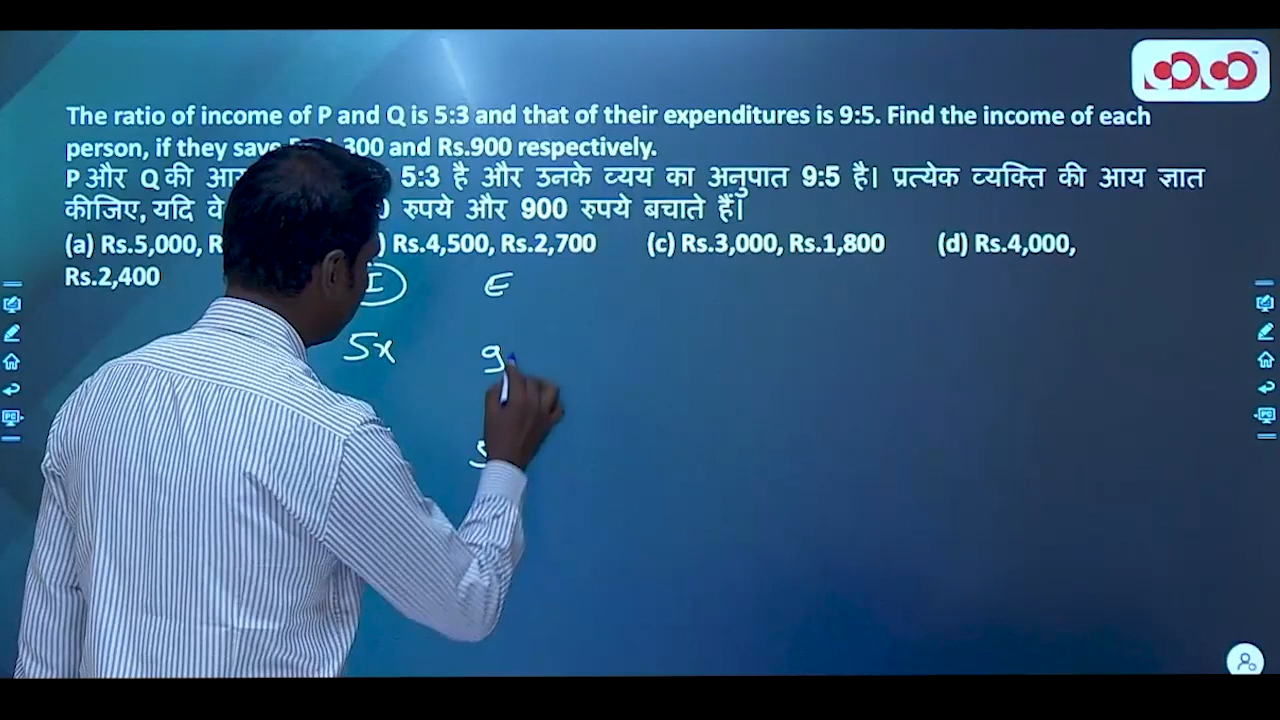 The ratio of income of P and Q is 5:3 and that of their expenditures is 9:5. Find the income of each
person, if they save 300 and Rs.900 respectively.
P और Q की 5:3 है और उनके व्यय का अनुपात 9:5 है। प्रत्येक व्यक्ति की आय ज्ञात
कीजिए, यदि वे रुपये और 900 रुपये बचाते हैं।
(a) Rs.5,000, ) Rs.4,500, Rs.2,700 (c) Rs.3,000, Rs.1,800 (d) Rs.4,000,
Rs.2,400
I E
5x 9
5